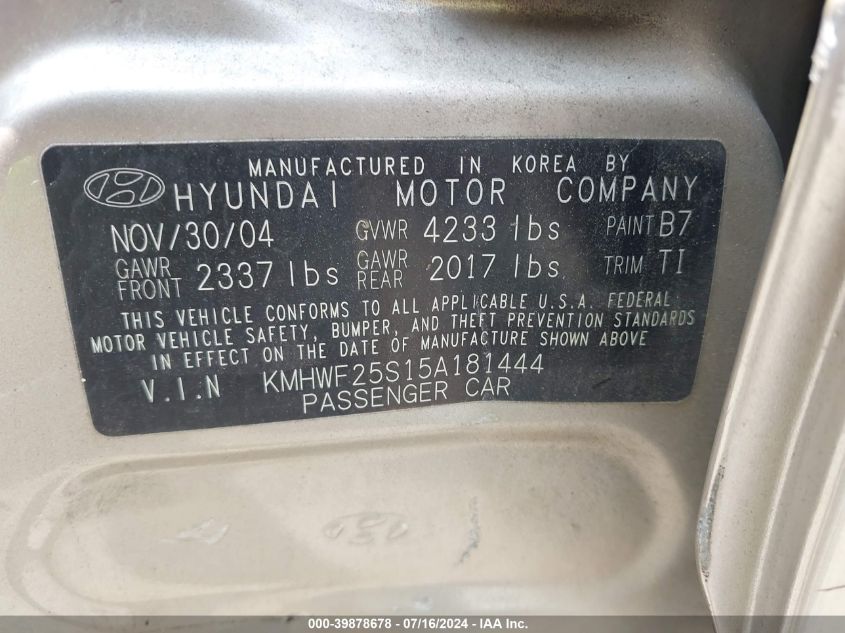 MANUFACTURED IN KOREA BY
HYUNDAI MOTOR COMPANY
NOV/30/04 GVWR 4233 lbs PAINT B7
GAWR FRONT 2337 lbs GAWR REAR 2017 lbs TRIM TI
THIS VEHICLE CONFORMS TO ALL APPLICABLE U.S.A. FEDERAL
MOTOR VEHICLE SAFETY, BUMPER, AND THEFT PREVENTION STANDARDS
IN EFFECT ON THE DATE OF MANUFACTURE SHOWN ABOVE
V.I.N KMHWF25S15A181444
PASSENGER CAR
000-39878678 - 07/16/2024 - IAA Inc.